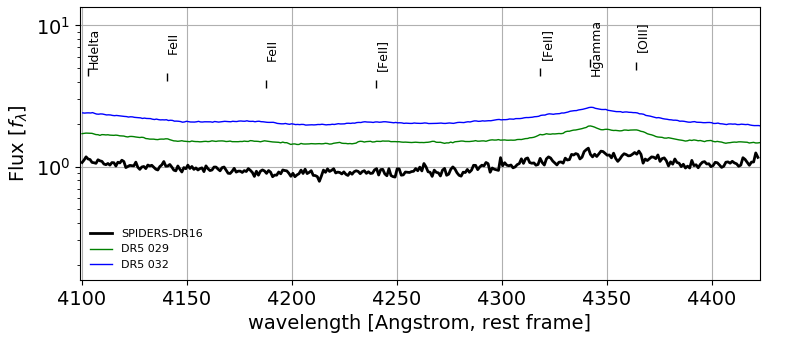 10¹
Hdelta
FeII
FeII
[FeII]
[FeII]
Hgamma
[OIII]
Flux [fλ]
10⁰
SPIDERS-DR16
DR5 029
DR5 032
4100 4150 4200 4250 4300 4350 4400
wavelength [Angstrom, rest frame]